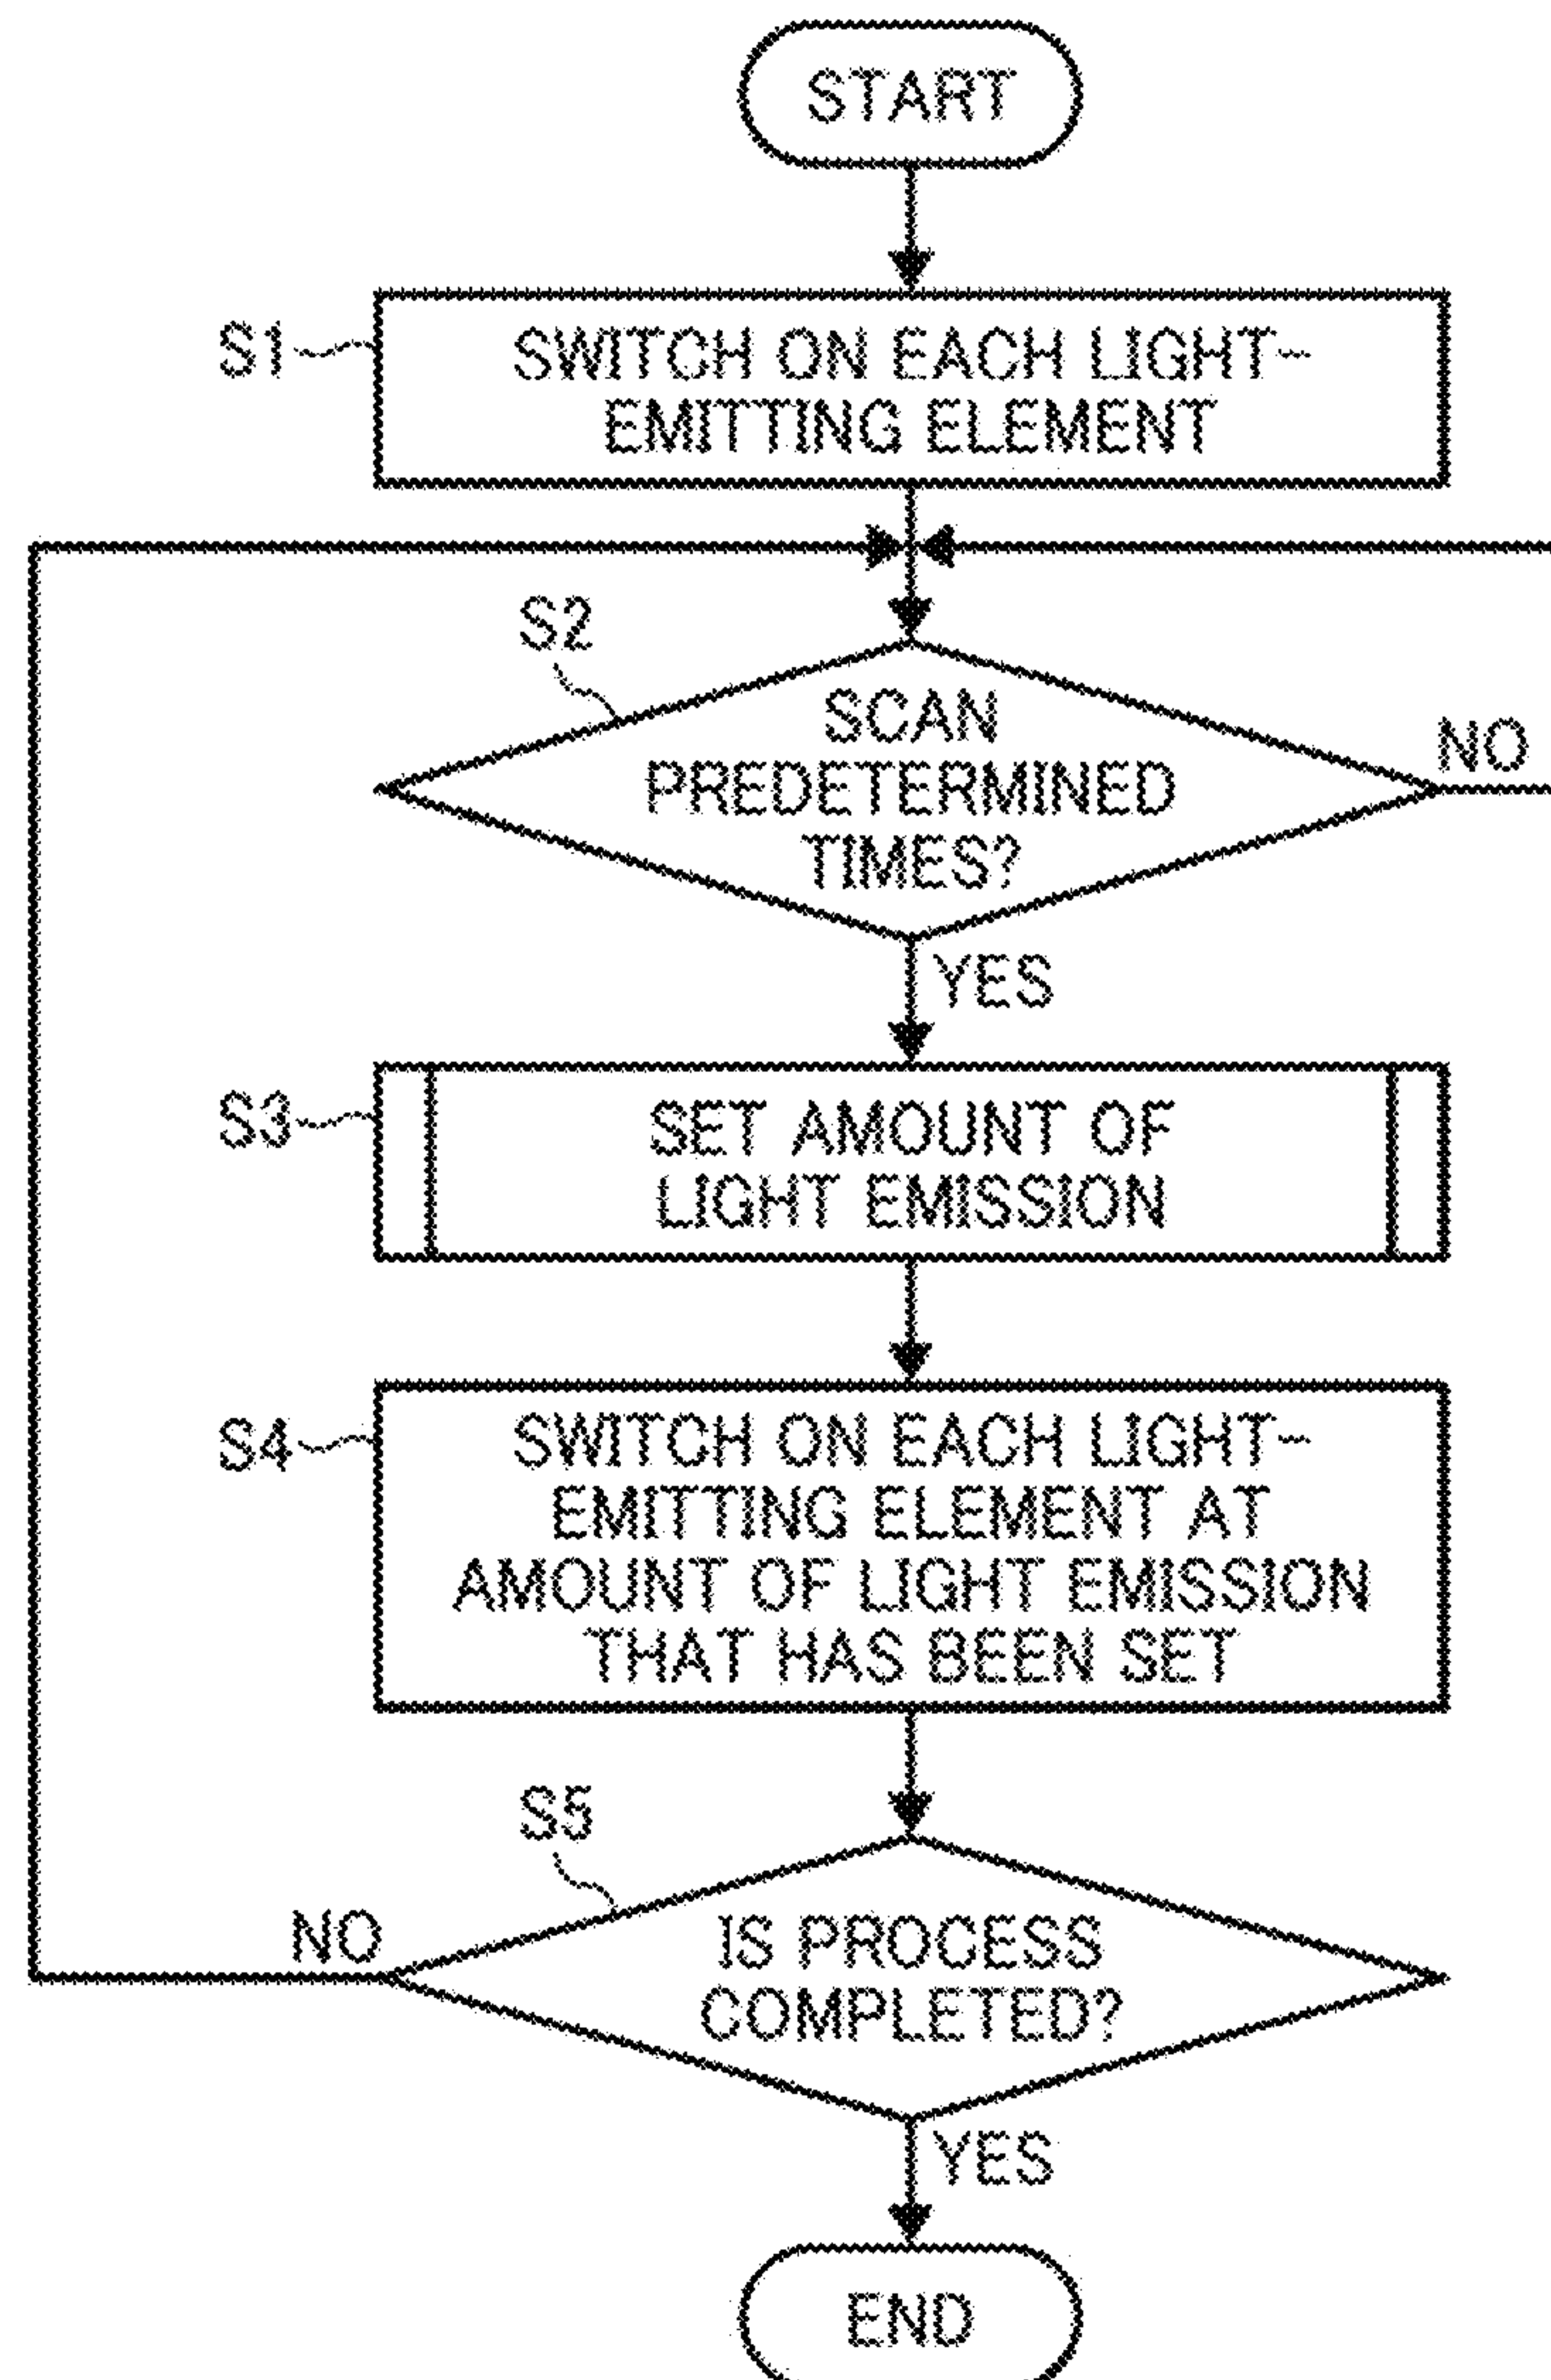 START
S1
SWITCH ON EACH LIGHT-
EMITTING ELEMENT
S2
SCAN
PREDETERMINED
TIMES?
NO
YES
S3
SET AMOUNT OF
LIGHT EMISSION
S4
SWITCH ON EACH LIGHT-
EMITTING ELEMENT AT
AMOUNT OF LIGHT EMISSION
THAT HAS BEEN SET
S5
NO
IS PROCESS
COMPLETED?
YES
END